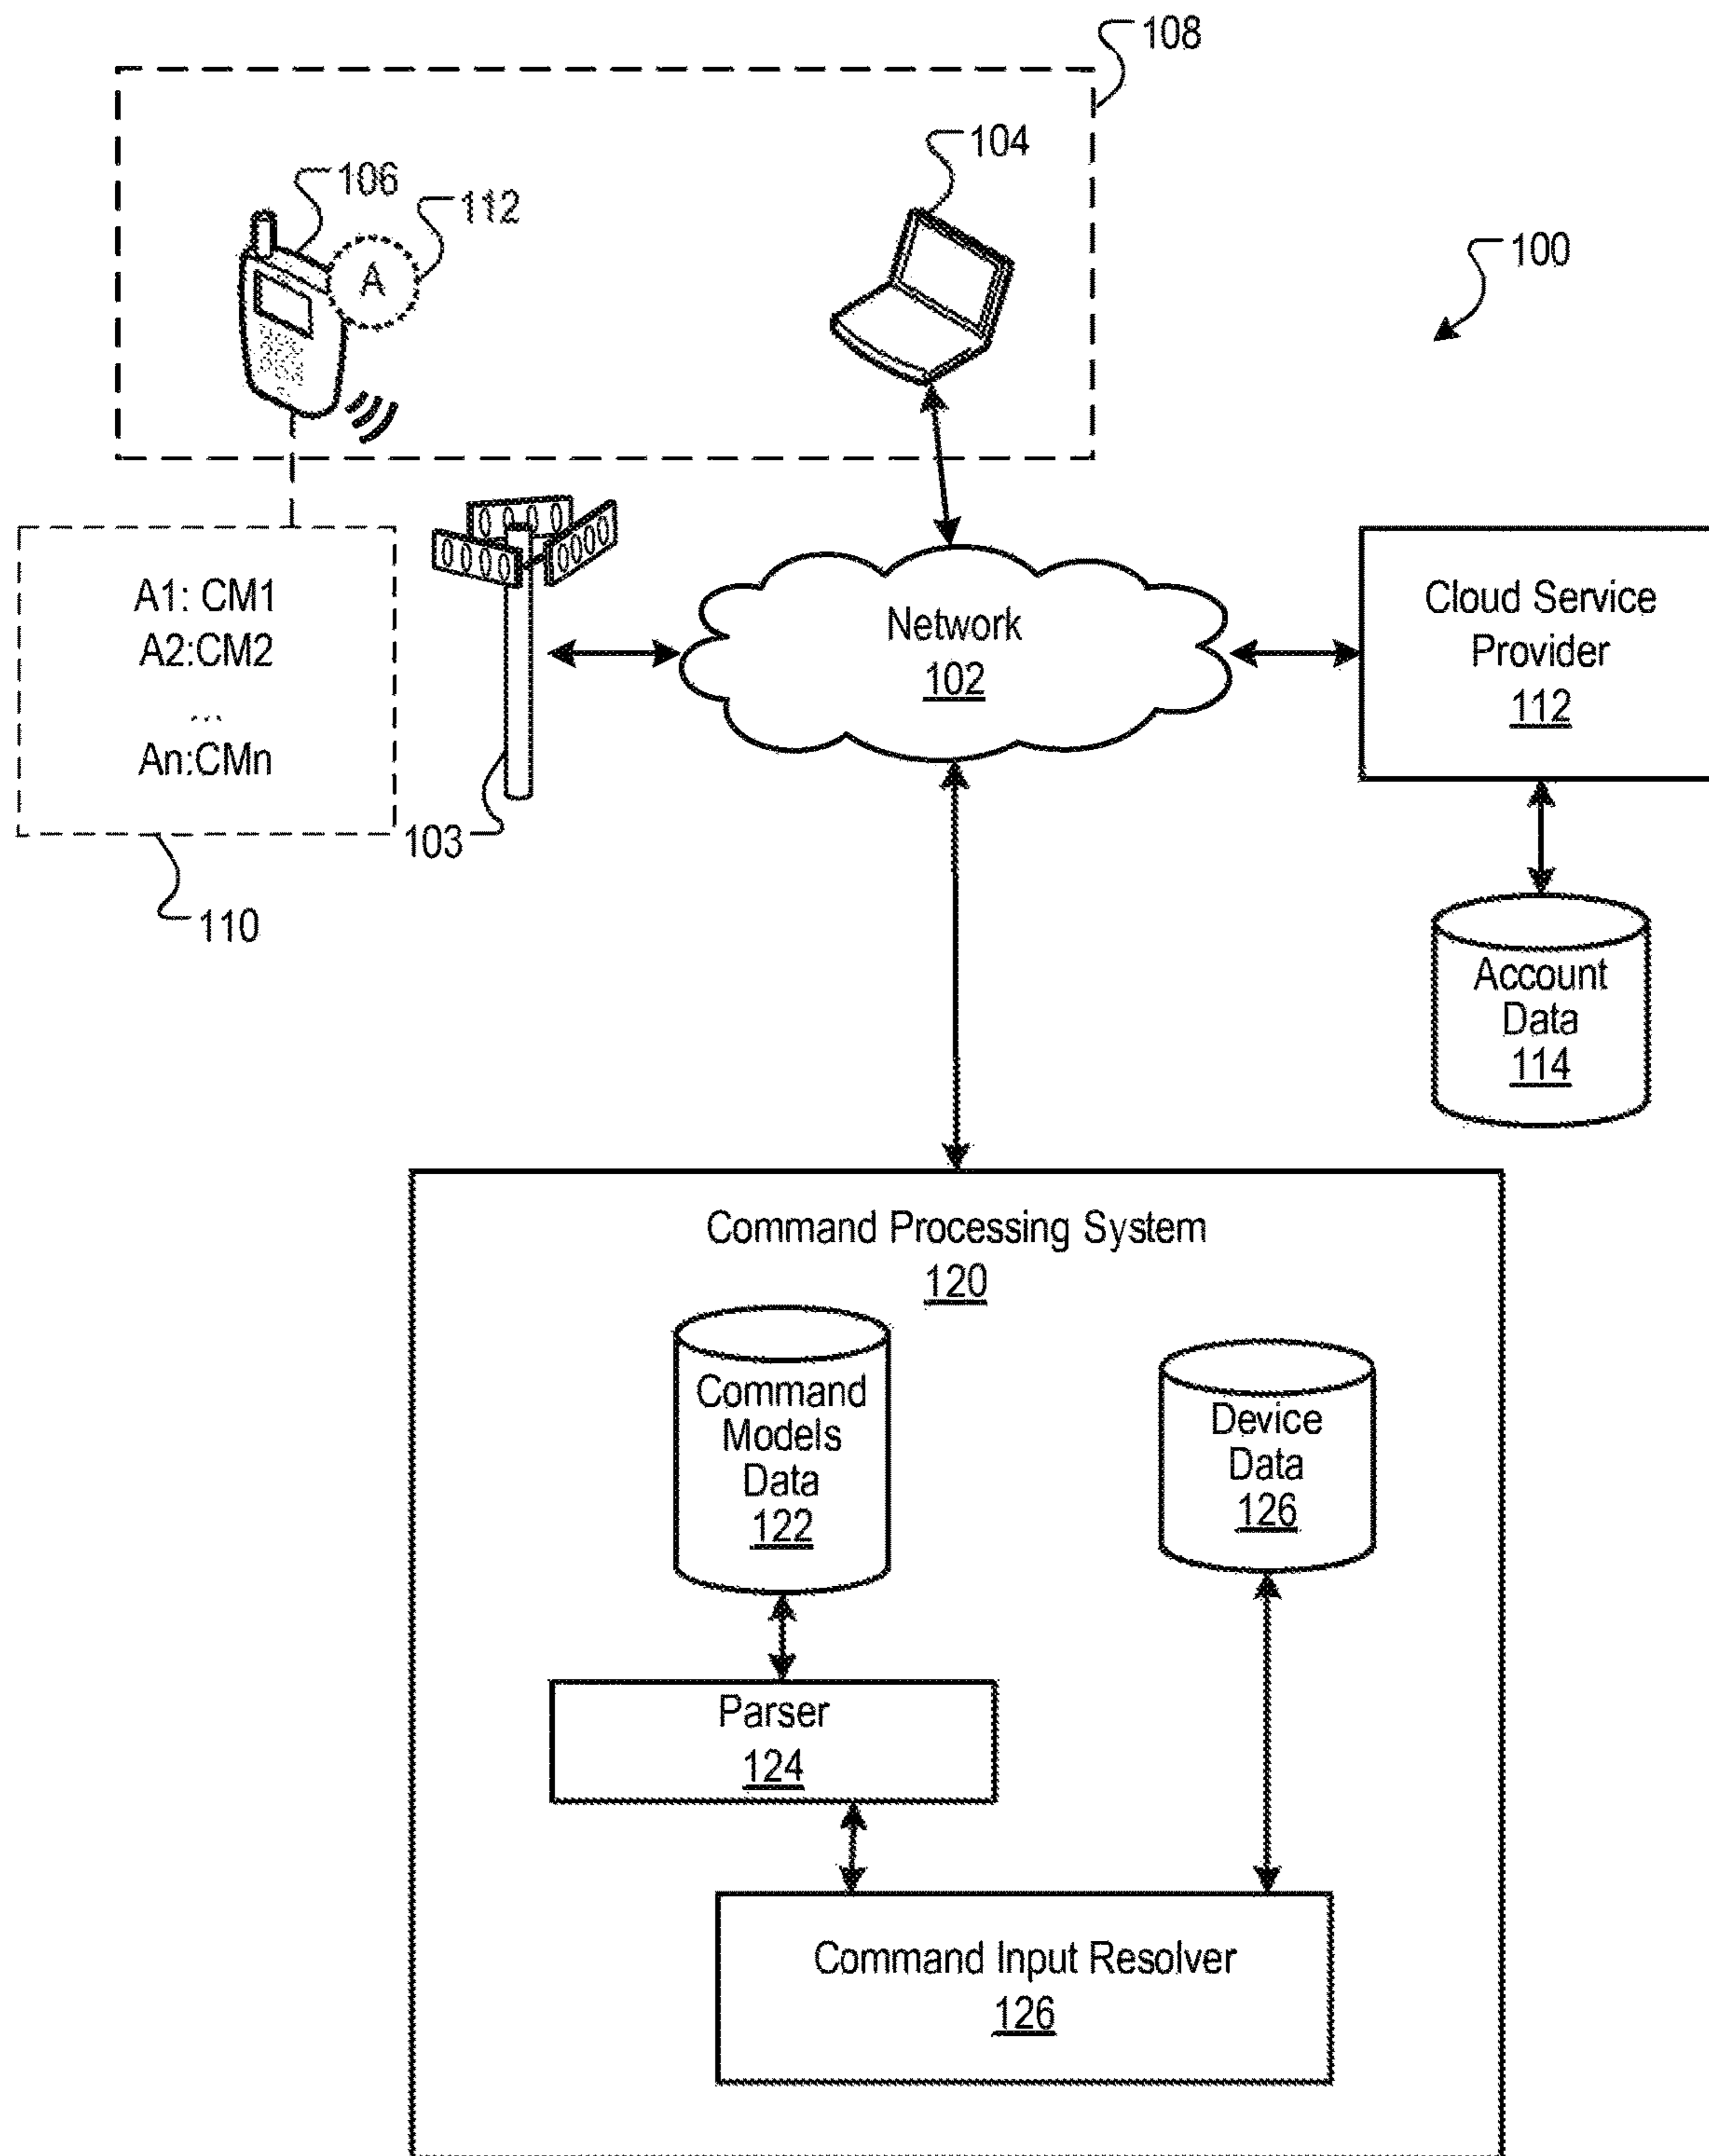 108
104
106
112
A
100
A1: CM1
A2:CM2
...
An:CMn
110
103
Network
102
Cloud Service
Provider
112
Account
Data
114
Command Processing System
120
Command
Models
Data
122
Device
Data
126
Parser
124
Command Input Resolver
126